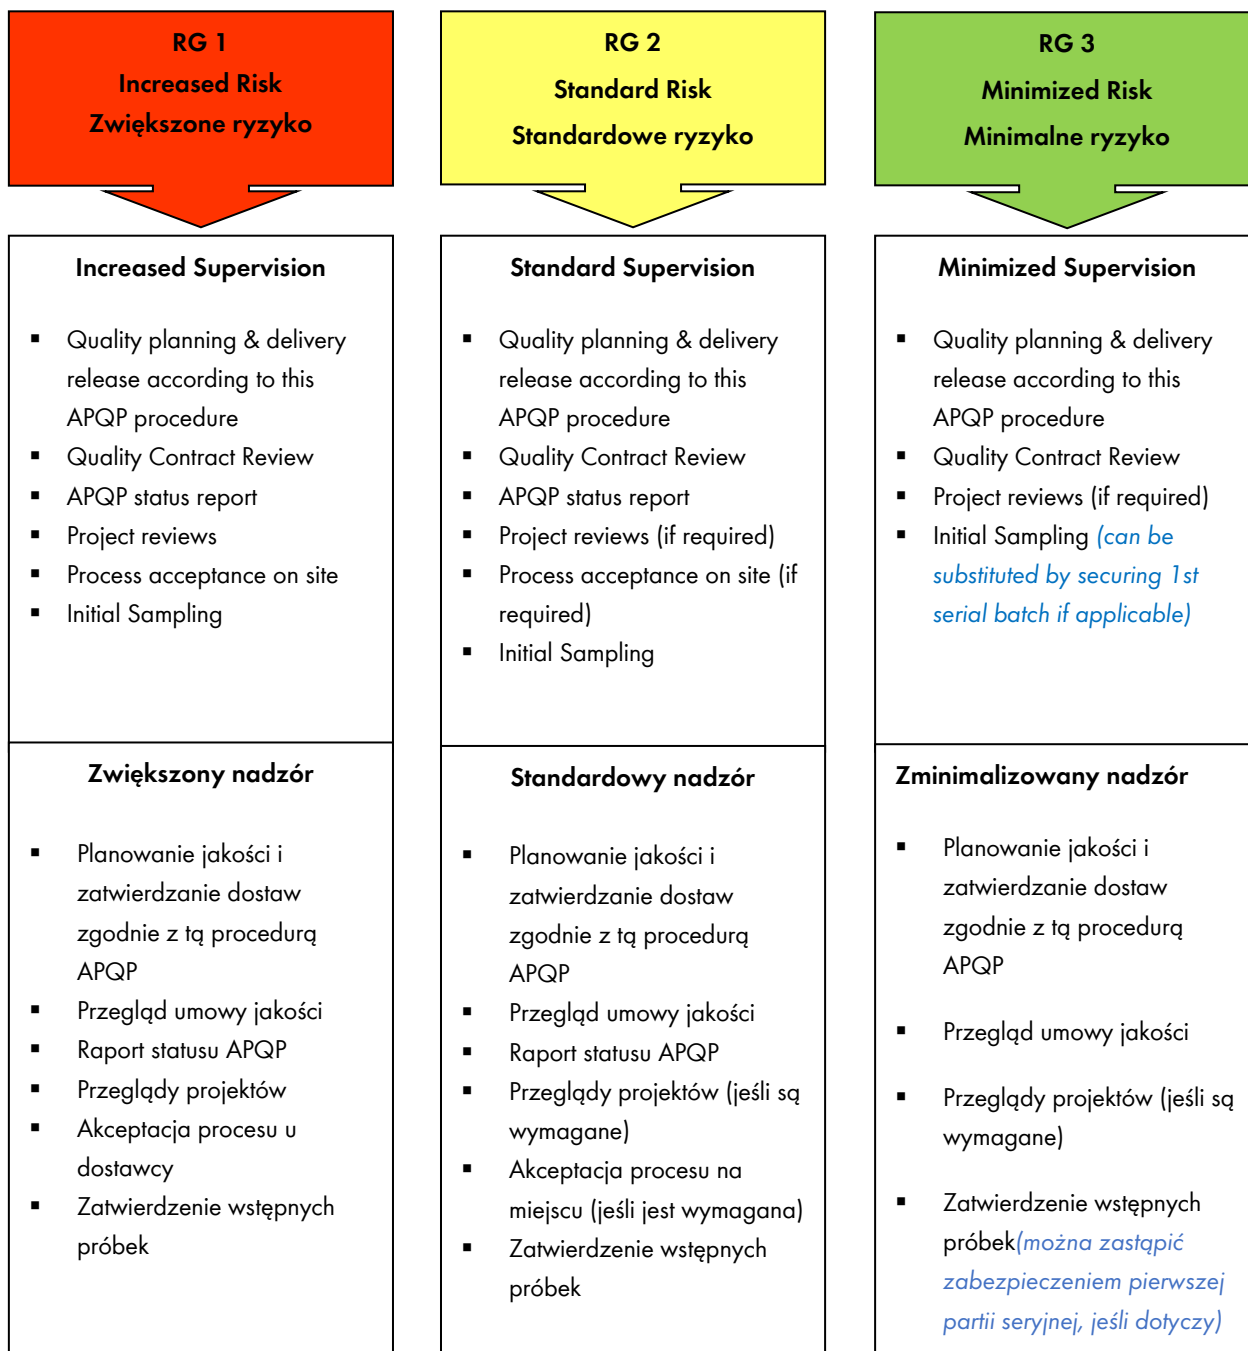 RG 1
Increased Risk
Zwiększone ryzyko
Increased Supervision
▪ Quality planning & delivery
release according to this
APQP procedure
▪ Quality Contract Review
▪ APQP status report
▪ Project reviews
▪ Process acceptance on site
▪ Initial Sampling
Zwiększony nadzór
▪ Planowanie jakości i
zatwierdzanie dostaw
zgodnie z tą procedurą
APQP
▪ Przegląd umowy jakości
▪ Raport statusu APQP
▪ Przeglądy projektów
▪ Akceptacja procesu u
dostawcy
▪ Zatwierdzenie wstępnych
próbek
RG 2
Standard Risk
Standardowe ryzyko
Standard Supervision
▪ Quality planning & delivery
release according to this
APQP procedure
▪ Quality Contract Review
▪ APQP status report
▪ Project reviews (if required)
▪ Process acceptance on site (if
required)
▪ Initial Sampling
Standardowy nadzór
▪ Planowanie jakości i
zatwierdzanie dostaw
zgodnie z tą procedurą
APQP
▪ Przegląd umowy jakości
▪ Raport statusu APQP
▪ Przeglądy projektów (jeśli są
wymagane)
▪ Akceptacja procesu na
miejscu (jeśli jest wymagana)
▪ Zatwierdzenie wstępnych
próbek
RG 3
Minimized Risk
Minimalne ryzyko
Minimized Supervision
▪ Quality planning & delivery
release according to this
APQP procedure
▪ Quality Contract Review
▪ Project reviews (if required)
▪ Initial Sampling (can be
substituted by securing 1st
serial batch if applicable)
Zminimalizowany nadzór
▪ Planowanie jakości i
zatwierdzanie dostaw
zgodnie z tą procedurą
APQP
▪ Przegląd umowy jakości
▪ Przeglądy projektów (jeśli są
wymagane)
▪ Zatwierdzenie wstępnych
próbek(można zastąpić
zabezpieczeniem pierwszej
partii seryjnej, jeśli dotyczy)